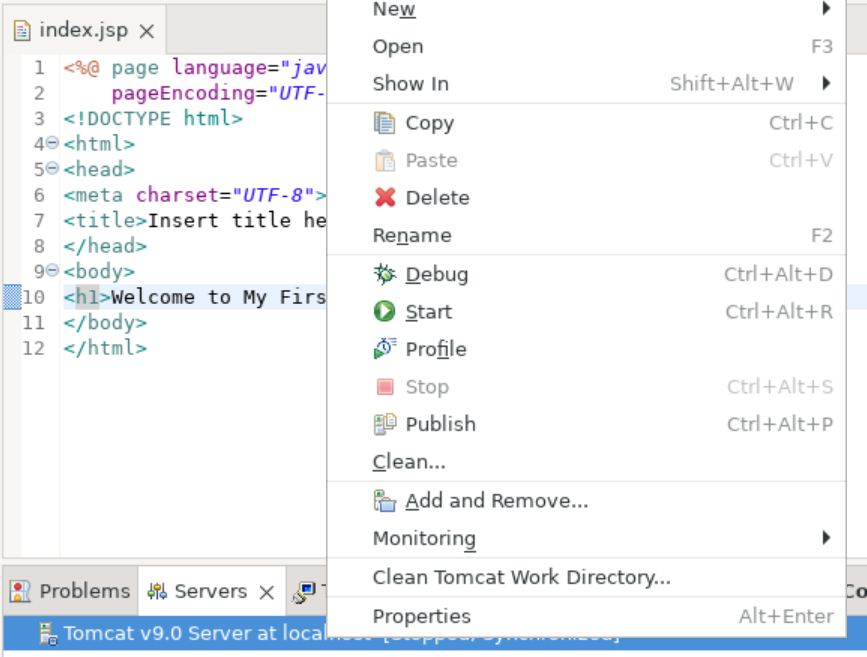 index.jsp
New
Open F3
Show In Shift+Alt+W
Copy Ctrl+C
Paste Ctrl+V
Delete
Rename F2
Debug Ctrl+Alt+D
Start Ctrl+Alt+R
Profile
Stop Ctrl+Alt+S
Publish Ctrl+Alt+P
Clean...
Add and Remove...
Monitoring
Clean Tomcat Work Directory...
Properties Alt+Enter
1 <%@ page language="jav
2 pageEncoding="UTF-
3 <!DOCTYPE html>
4 <html>
5 <head>
6 <meta charset="UTF-8">
7 <title>Insert title he
8 </head>
9 <body>
10 <h1>Welcome to My Firs
11 </body>
12 </html>
Problems Servers T Co
Tomcat v9.0 Server at localhost [Stopped, Synchronized]